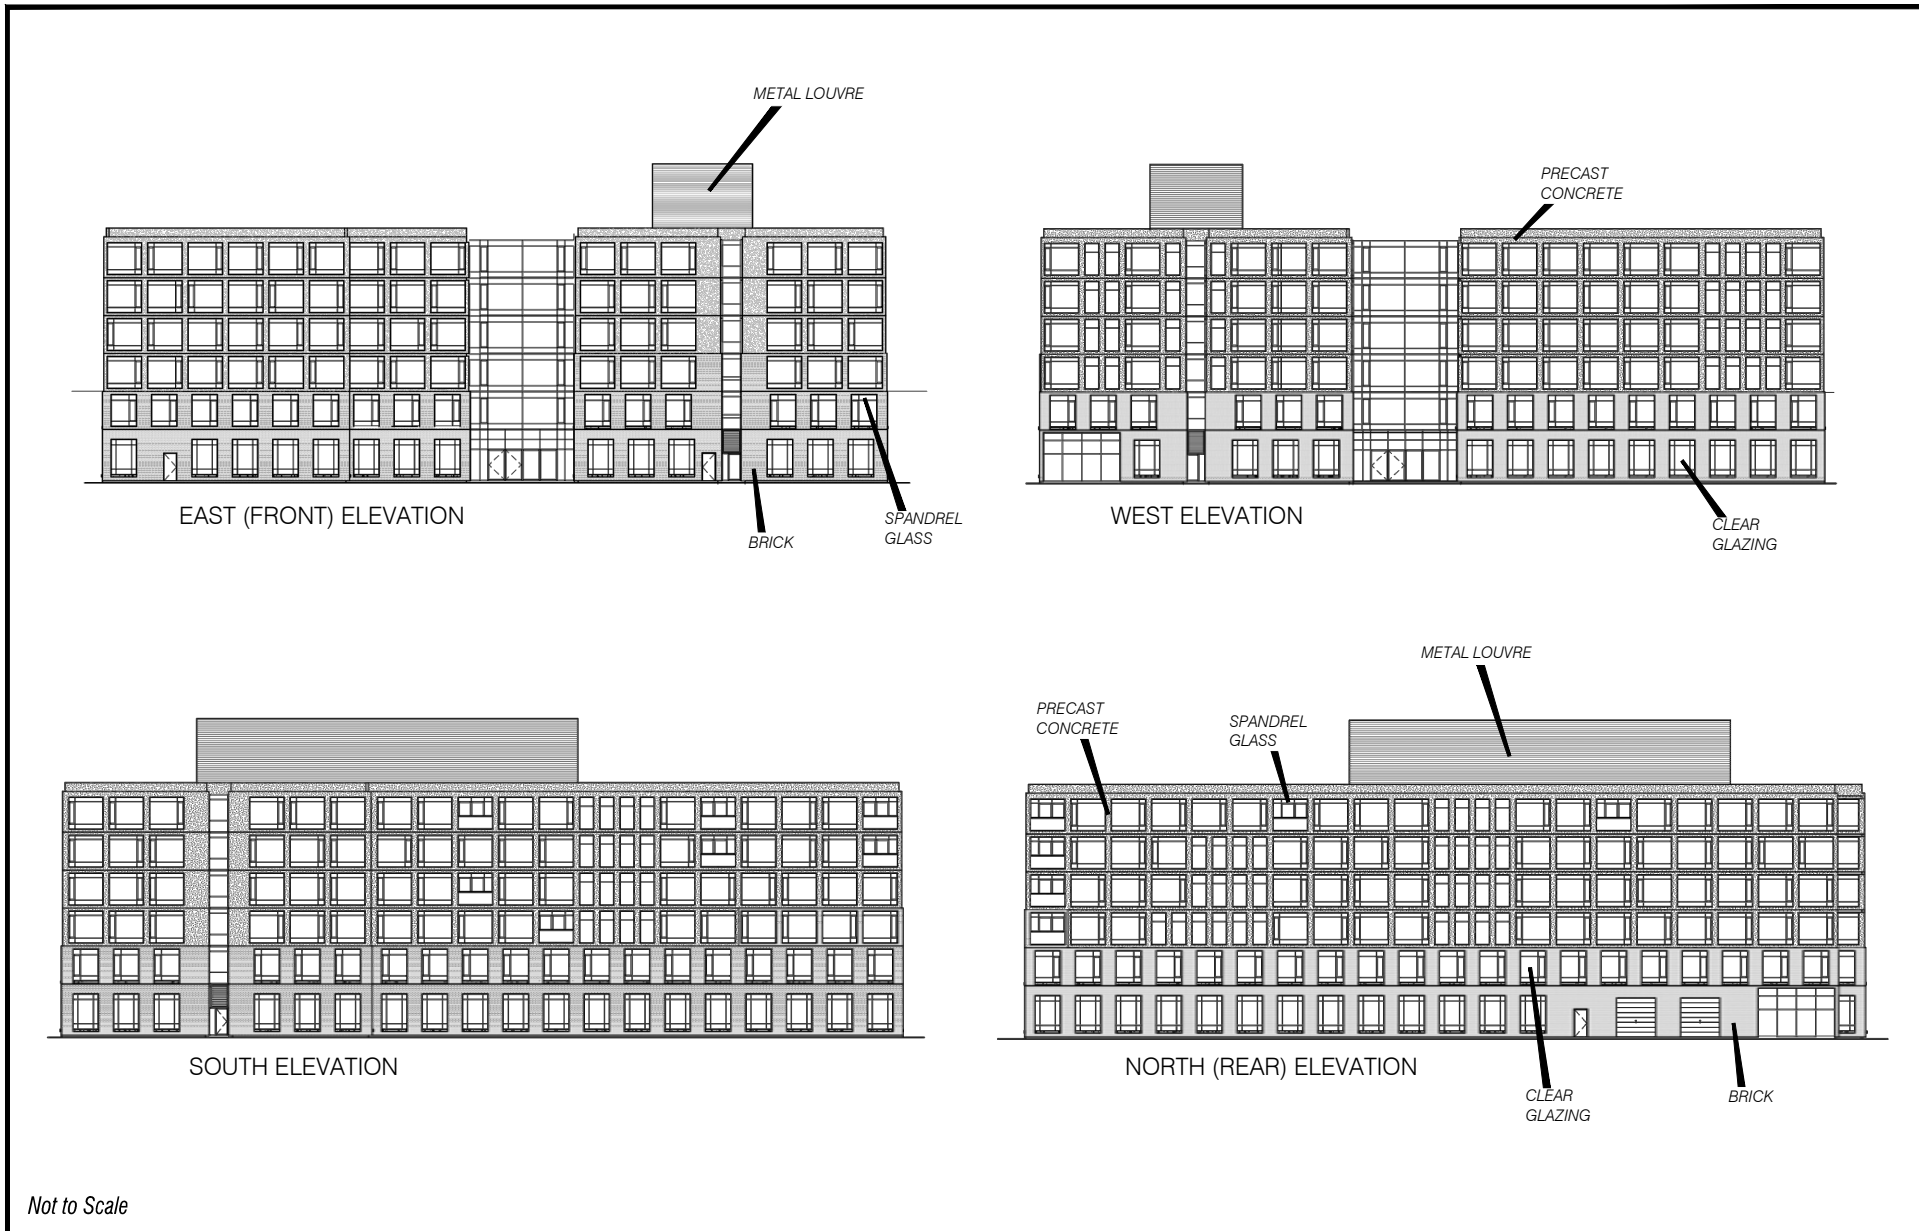 METAL LOUVRE
PRECAST
CONCRETE
EAST (FRONT) ELEVATION
BRICK
SPANDREL
GLASS
WEST ELEVATION
CLEAR
GLAZING
METAL LOUVRE
PRECAST
CONCRETE
SPANDREL
GLASS
SOUTH ELEVATION
NORTH (REAR) ELEVATION
CLEAR
GLAZING
BRICK
Not to Scale